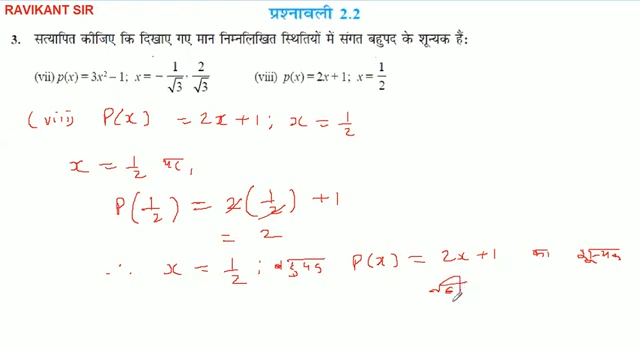 RAVIKANT SIR
प्रश्नावली 2.2
3. सत्यापित कीजिए कि दिखाए गए मान निम्नलिखित स्थितियों में संगत बहुपद के शून्यक हैं:
(vii) p(x) = 3x² – 1; x = – 1/√3, 2/√3 (viii) p(x) = 2x + 1; x = 1/2
(viii) P(x) = 2x + 1 ; x = 1/2
x = 1/2 पर,
P(1/2) = 2(1/2) + 1
= 2
∴ x = 1/2 ; बहुपद P(x) = 2x + 1 का शून्यक
नहीं